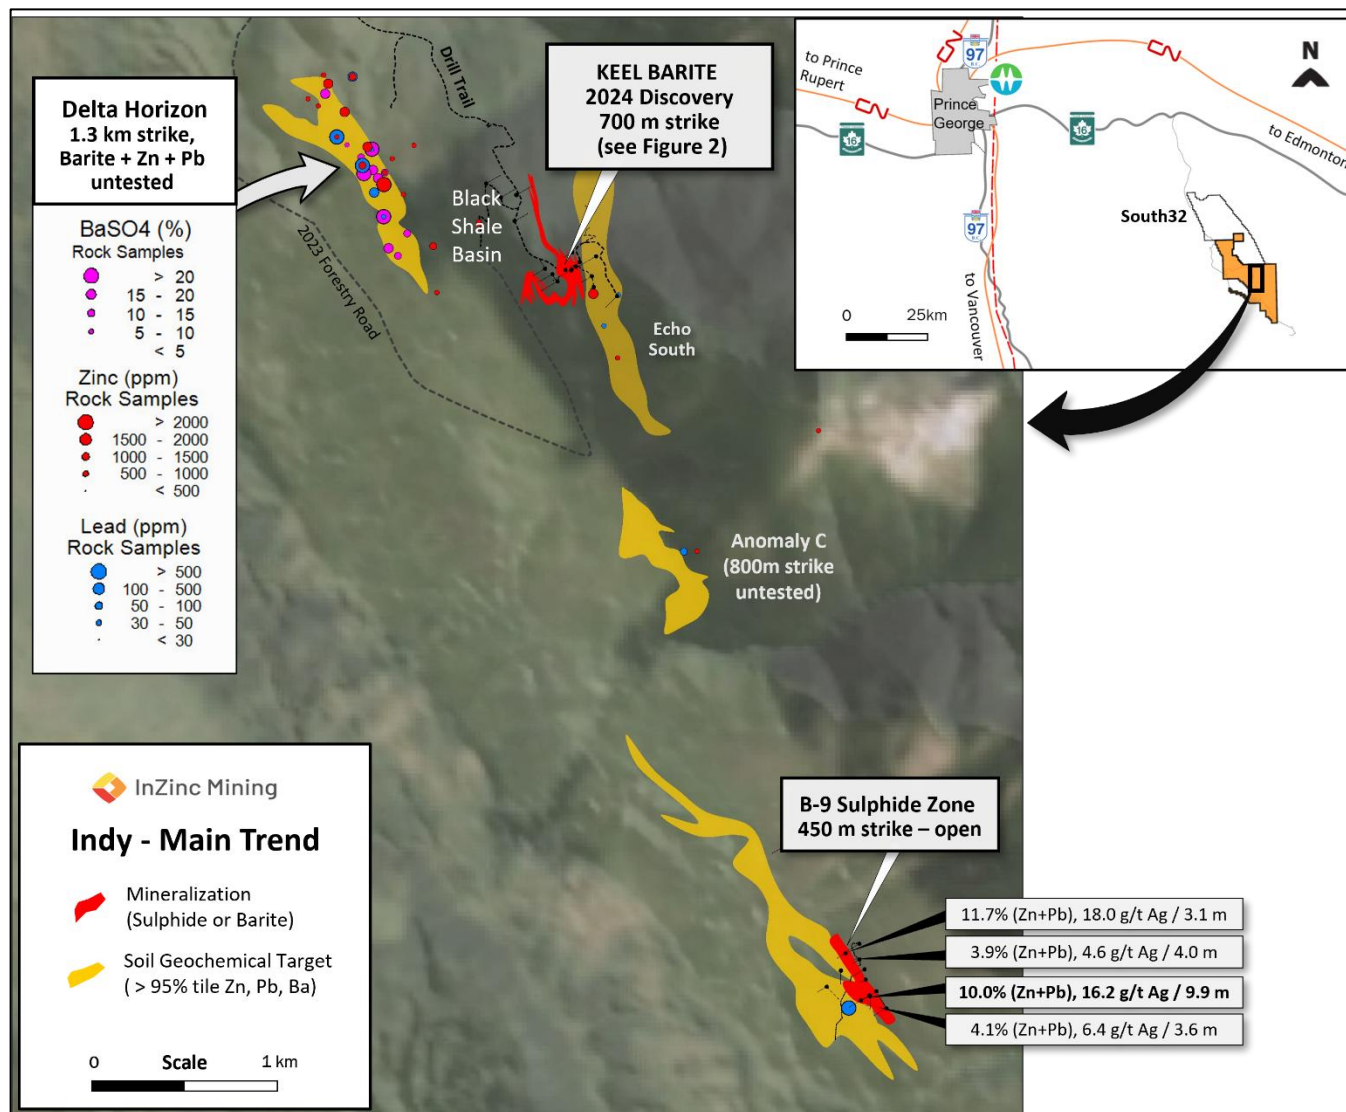 Delta Horizon
1.3 km strike,
Barite + Zn + Pb
untested
BaSO4 (%)
Rock Samples
> 20
15 - 20
10 - 15
5 - 10
< 5
Zinc (ppm)
Rock Samples
> 2000
1500 - 2000
1000 - 1500
500 - 1000
< 500
Lead (ppm)
Rock Samples
> 500
100 - 500
50 - 100
30 - 50
< 30
Drill Trail
KEEL BARITE
2024 Discovery
700 m strike
(see Figure 2)
Black
Shale
Basin
2023 Forestry Road
Echo
South
Anomaly C
(800m strike
untested)
to Prince
Rupert
CN
97
B.C.
CN
N
Prince
George
CN
16
16
to Edmonton
97
B.C.
South32
to Vancouver
0 25km
InZinc Mining
Indy - Main Trend
Mineralization
(Sulphide or Barite)
Soil Geochemical Target
( > 95% tile Zn, Pb, Ba)
0 Scale 1 km
B-9 Sulphide Zone
450 m strike – open
11.7% (Zn+Pb), 18.0 g/t Ag / 3.1 m
3.9% (Zn+Pb), 4.6 g/t Ag / 4.0 m
10.0% (Zn+Pb), 16.2 g/t Ag / 9.9 m
4.1% (Zn+Pb), 6.4 g/t Ag / 3.6 m